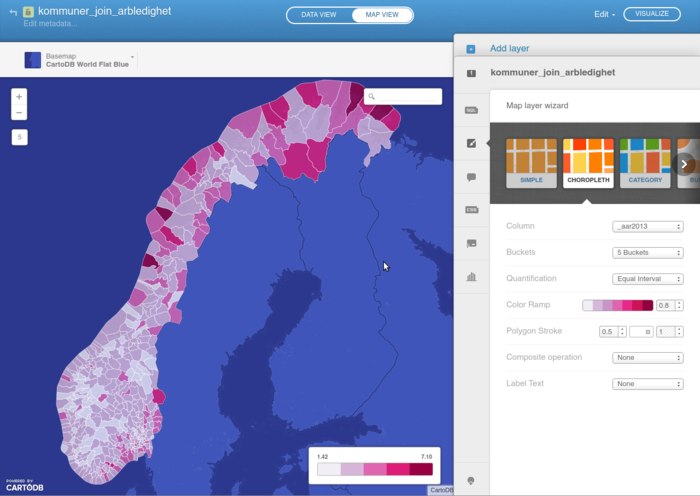 kommuner_join_arbledighet
Edit metadata...
DATA VIEW
MAP VIEW
Edit
VISUALIZE
Basemap
CartoDB World Flat Blue
+
−
5
1.42
7.10
POWERED BY
CARTODB
CartoDB
Add layer
1
kommuner_join_arbledighet
SQL
Map layer wizard
SIMPLE
CHOROPLETH
CATEGORY
BU
CSS
Column
_aar2013
Buckets
5 Buckets
Quantification
Equal Interval
Color Ramp
0.8
Polygon Stroke
0.5
1
Composite operation
None
Label Text
None